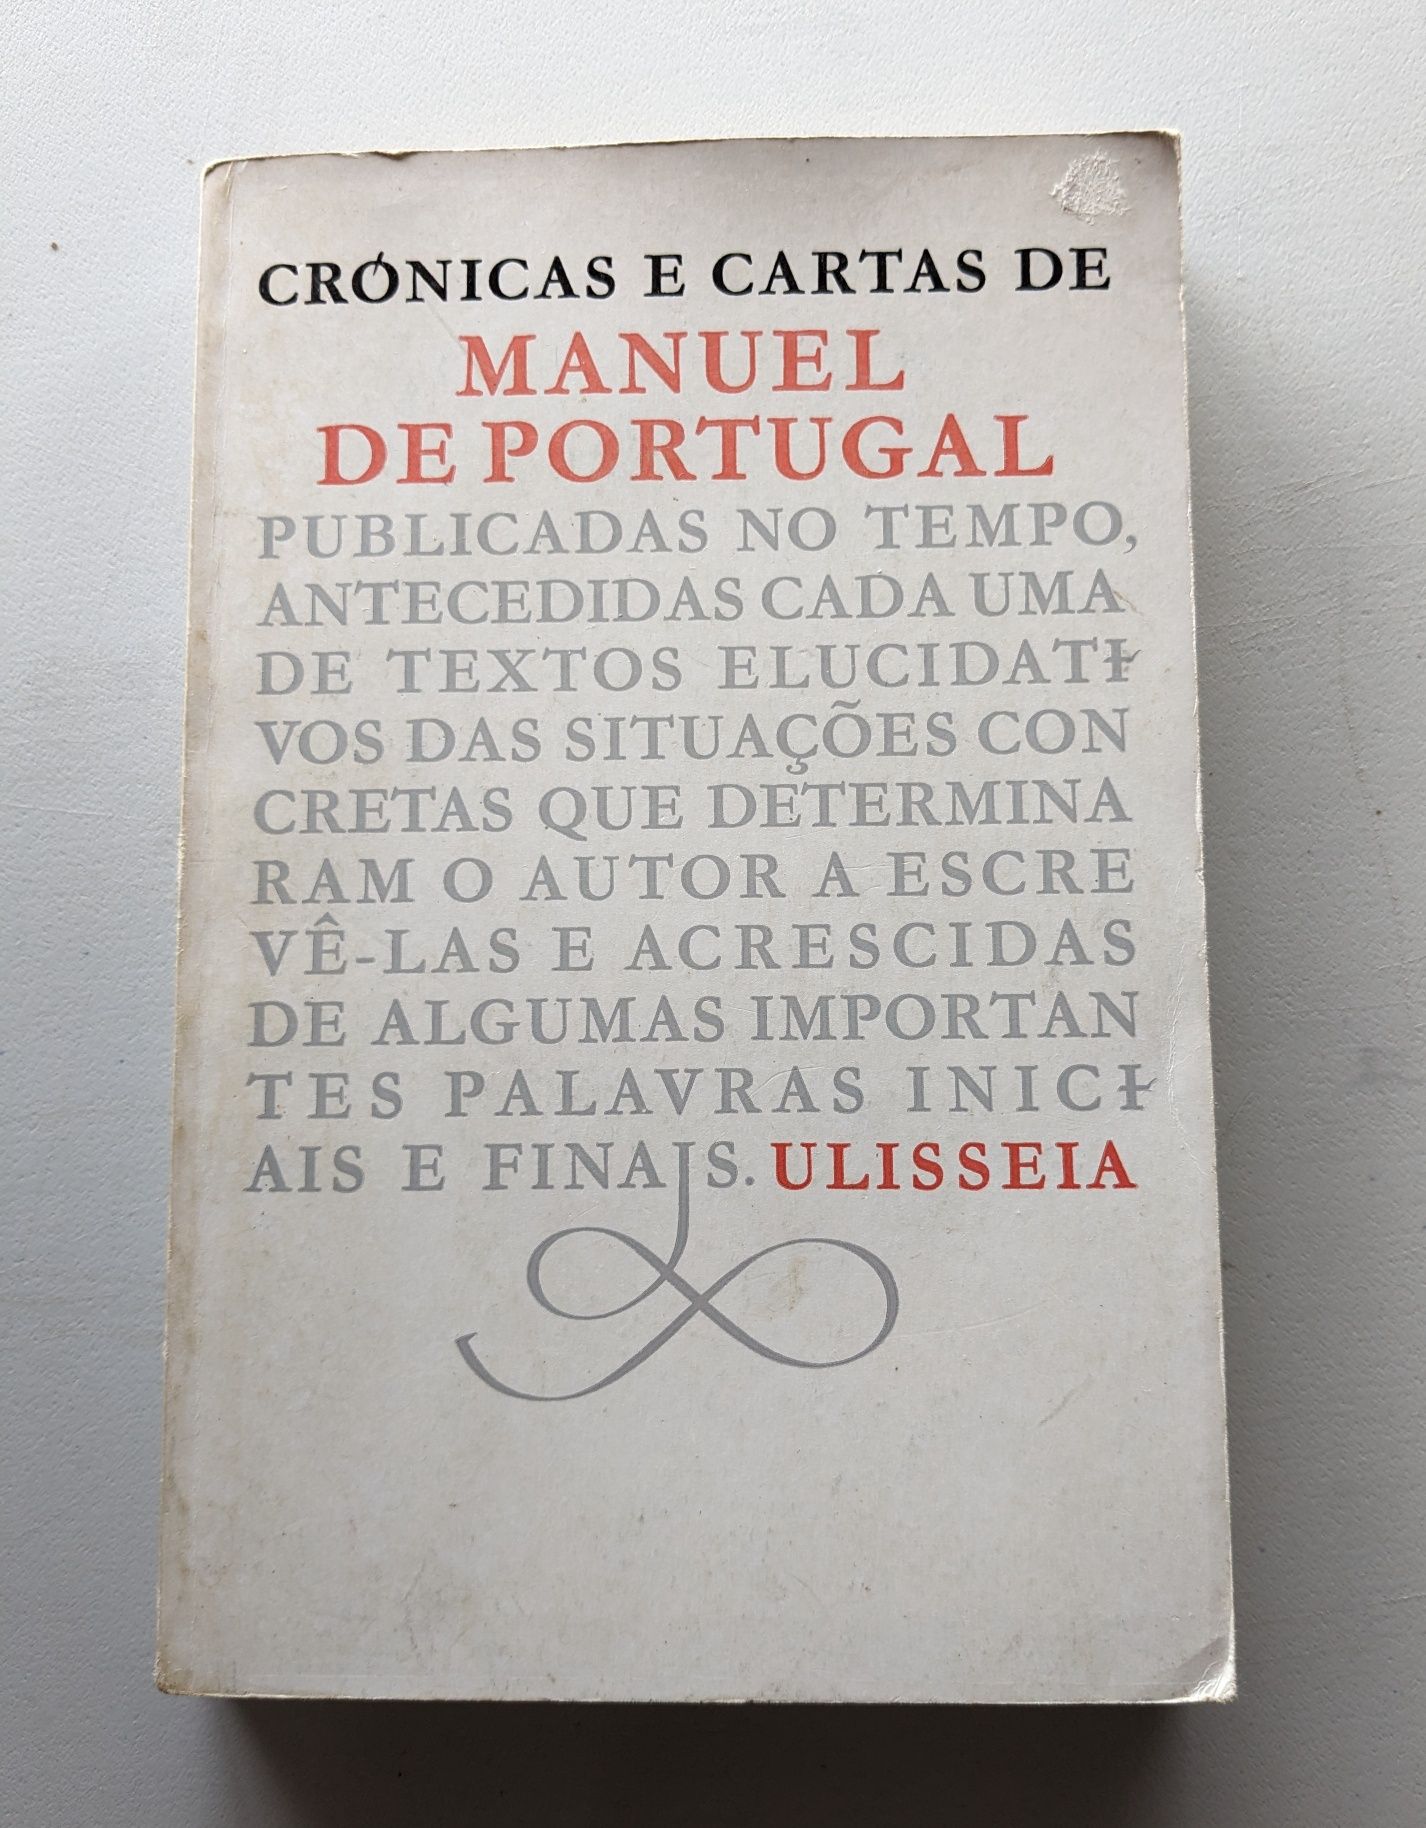 CRÓNICAS E CARTAS DE
MANUEL
DE PORTUGAL
PUBLICADAS NO TEMPO,
ANTECEDIDAS CADA UMA
DE TEXTOS ELUCIDATI
VOS DAS SITUAÇÕES CON
CRETAS QUE DETERMINA
RAM O AUTOR A ESCRE
VÊ-LAS E ACRESCIDAS
DE ALGUMAS IMPORTAN
TES PALAVRAS INICI
AIS E FINAIS. ULISSEIA